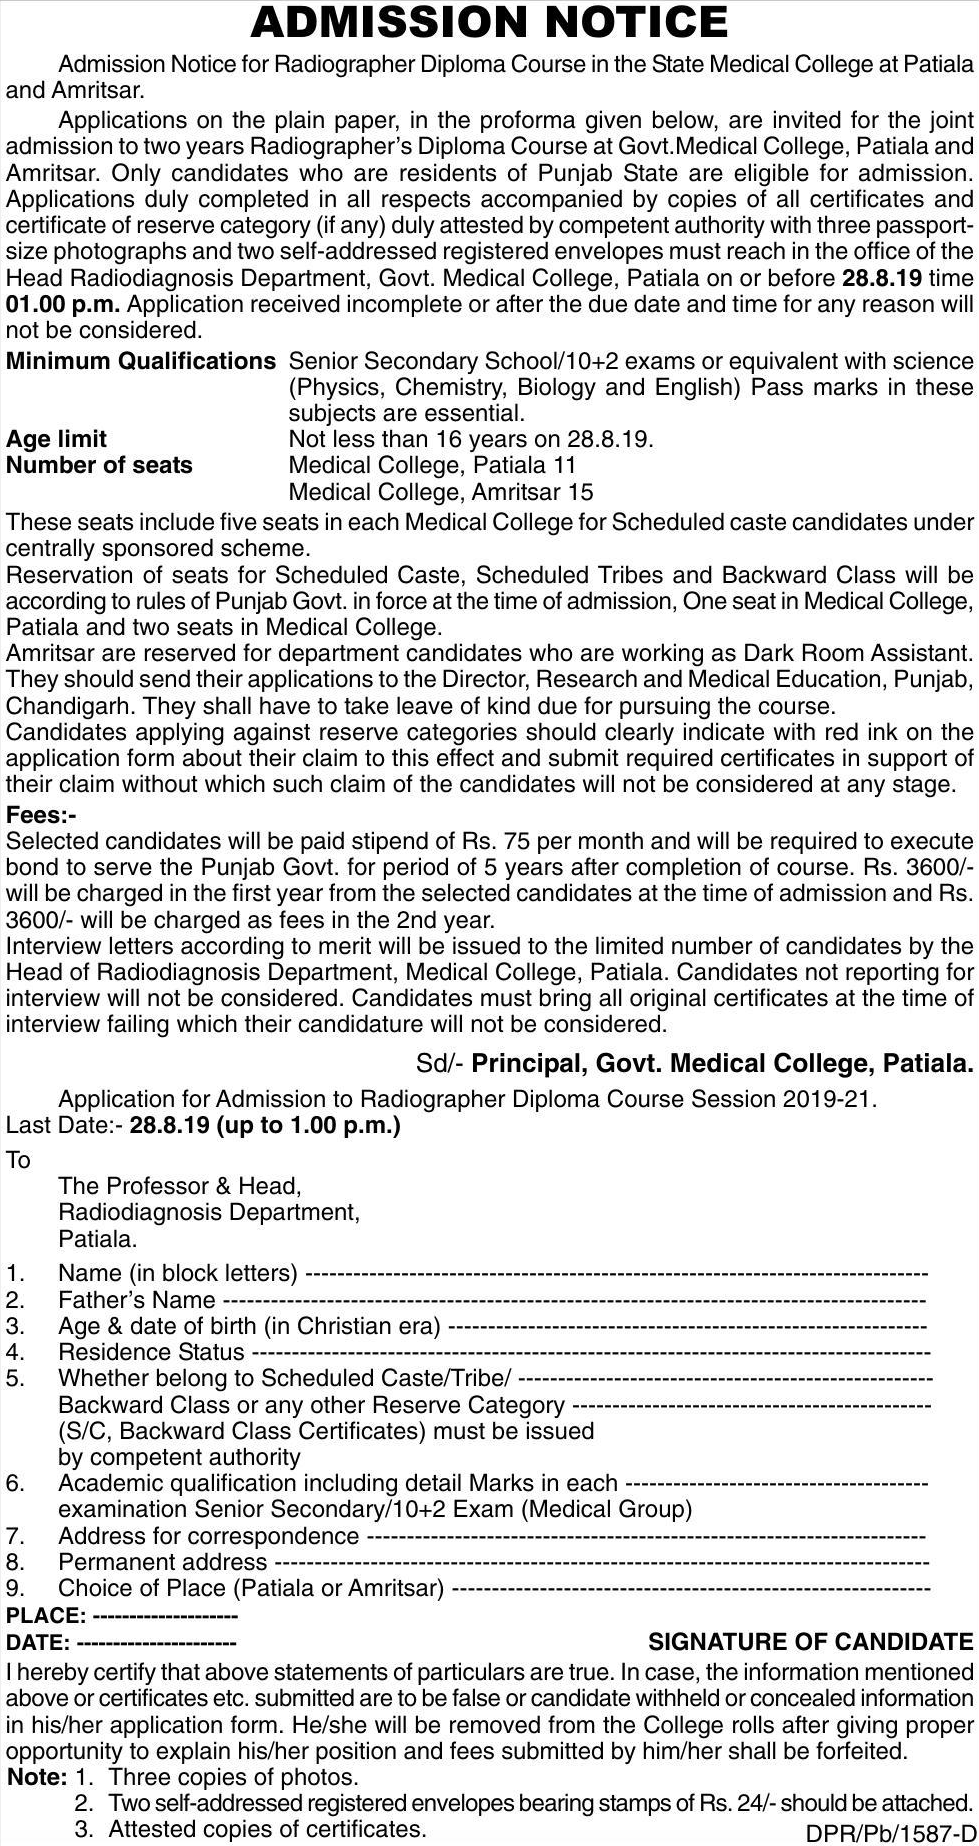 ADMISSION NOTICE
Admission Notice for Radiographer Diploma Course in the State Medical College at Patiala
and Amritsar.
Applications on the plain paper, in the proforma given below, are invited for the joint
admission to two years Radiographer's Diploma Course at Govt.Medical College, Patiala and
Amritsar. Only candidates who are residents of Punjab State are eligible for admission.
Applications duly completed in all respects accompanied by copies of all certificates and
certificate of reserve category (if any) duly attested by competent authority with three passport-
size photographs and two self-addressed registered envelopes must reach in the office of the
Head Radiodiagnosis Department, Govt. Medical College, Patiala on or before 28.8.19 time
01.00 p.m. Application received incomplete or after the due date and time for any reason will
not be considered.
Minimum Qualifications Senior Secondary School/10+2 exams or equivalent with science
(Physics, Chemistry, Biology and English) Pass marks in these
subjects are essential.
Age limit Not less than 16 years on 28.8.19.
Number of seats Medical College, Patiala 11
Medical College, Amritsar 15
These seats include five seats in each Medical College for Scheduled caste candidates under
centrally sponsored scheme.
Reservation of seats for Scheduled Caste, Scheduled Tribes and Backward Class will be
according to rules of Punjab Govt. in force at the time of admission, One seat in Medical College,
Patiala and two seats in Medical College.
Amritsar are reserved for department candidates who are working as Dark Room Assistant.
They should send their applications to the Director, Research and Medical Education, Punjab,
Chandigarh. They shall have to take leave of kind due for pursuing the course.
Candidates applying against reserve categories should clearly indicate with red ink on the
application form about their claim to this effect and submit required certificates in support of
their claim without which such claim of the candidates will not be considered at any stage.
Fees:-
Selected candidates will be paid stipend of Rs. 75 per month and will be required to execute
bond to serve the Punjab Govt. for period of 5 years after completion of course. Rs. 3600/-
will be charged in the first year from the selected candidates at the time of admission and Rs.
3600/- will be charged as fees in the 2nd year.
Interview letters according to merit will be issued to the limited number of candidates by the
Head of Radiodiagnosis Department, Medical College, Patiala. Candidates not reporting for
interview will not be considered. Candidates must bring all original certificates at the time of
interview failing which their candidature will not be considered.
Sd/- Principal, Govt. Medical College, Patiala.
Application for Admission to Radiographer Diploma Course Session 2019-21.
Last Date:- 28.8.19 (up to 1.00 p.m.)
To
The Professor & Head,
Radiodiagnosis Department,
Patiala.
1. Name (in block letters) ------------------------------------------------------------------------------
2. Father's Name ----------------------------------------------------------------------------------------
3. Age & date of birth (in Christian era) ------------------------------------------------------------
4. Residence Status -------------------------------------------------------------------------------------
5. Whether belong to Scheduled Caste/Tribe/ ----------------------------------------------------
Backward Class or any other Reserve Category ---------------------------------------------
(S/C, Backward Class Certificates) must be issued
by competent authority
6. Academic qualification including detail Marks in each --------------------------------------
examination Senior Secondary/10+2 Exam (Medical Group)
7. Address for correspondence ----------------------------------------------------------------------
8. Permanent address ----------------------------------------------------------------------------------
9. Choice of Place (Patiala or Amritsar) ------------------------------------------------------------
PLACE: --------------------
DATE: ---------------------- SIGNATURE OF CANDIDATE
I hereby certify that above statements of particulars are true. In case, the information mentioned
above or certificates etc. submitted are to be false or candidate withheld or concealed information
in his/her application form. He/she will be removed from the College rolls after giving proper
opportunity to explain his/her position and fees submitted by him/her shall be forfeited.
Note: 1. Three copies of photos.
2. Two self-addressed registered envelopes bearing stamps of Rs. 24/- should be attached.
3. Attested copies of certificates. DPR/Pb/1587-D